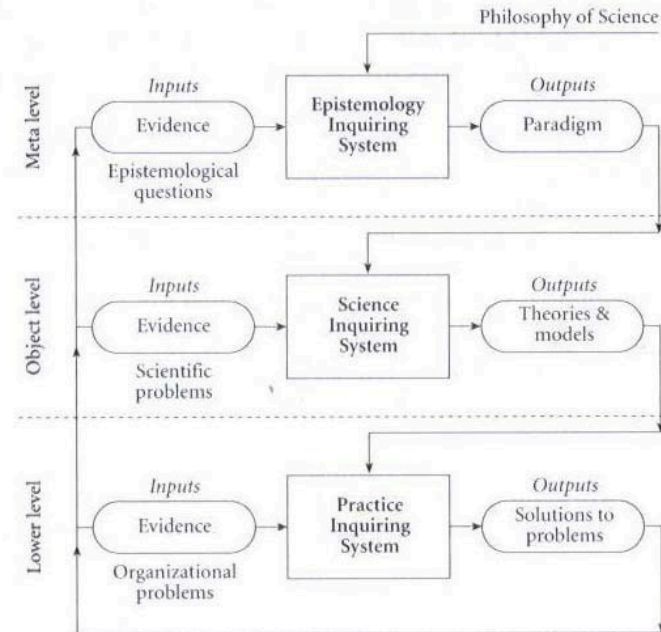 Philosophy of Science
Meta level
Inputs
Evidence
Epistemological
questions
Epistemology
Inquiring
System
Outputs
Paradigm
Object level
Inputs
Evidence
Scientific
problems
Science
Inquiring
System
Outputs
Theories &
models
Lower level
Inputs
Evidence
Organizational
problems
Practice
Inquiring
System
Outputs
Solutions to
problems